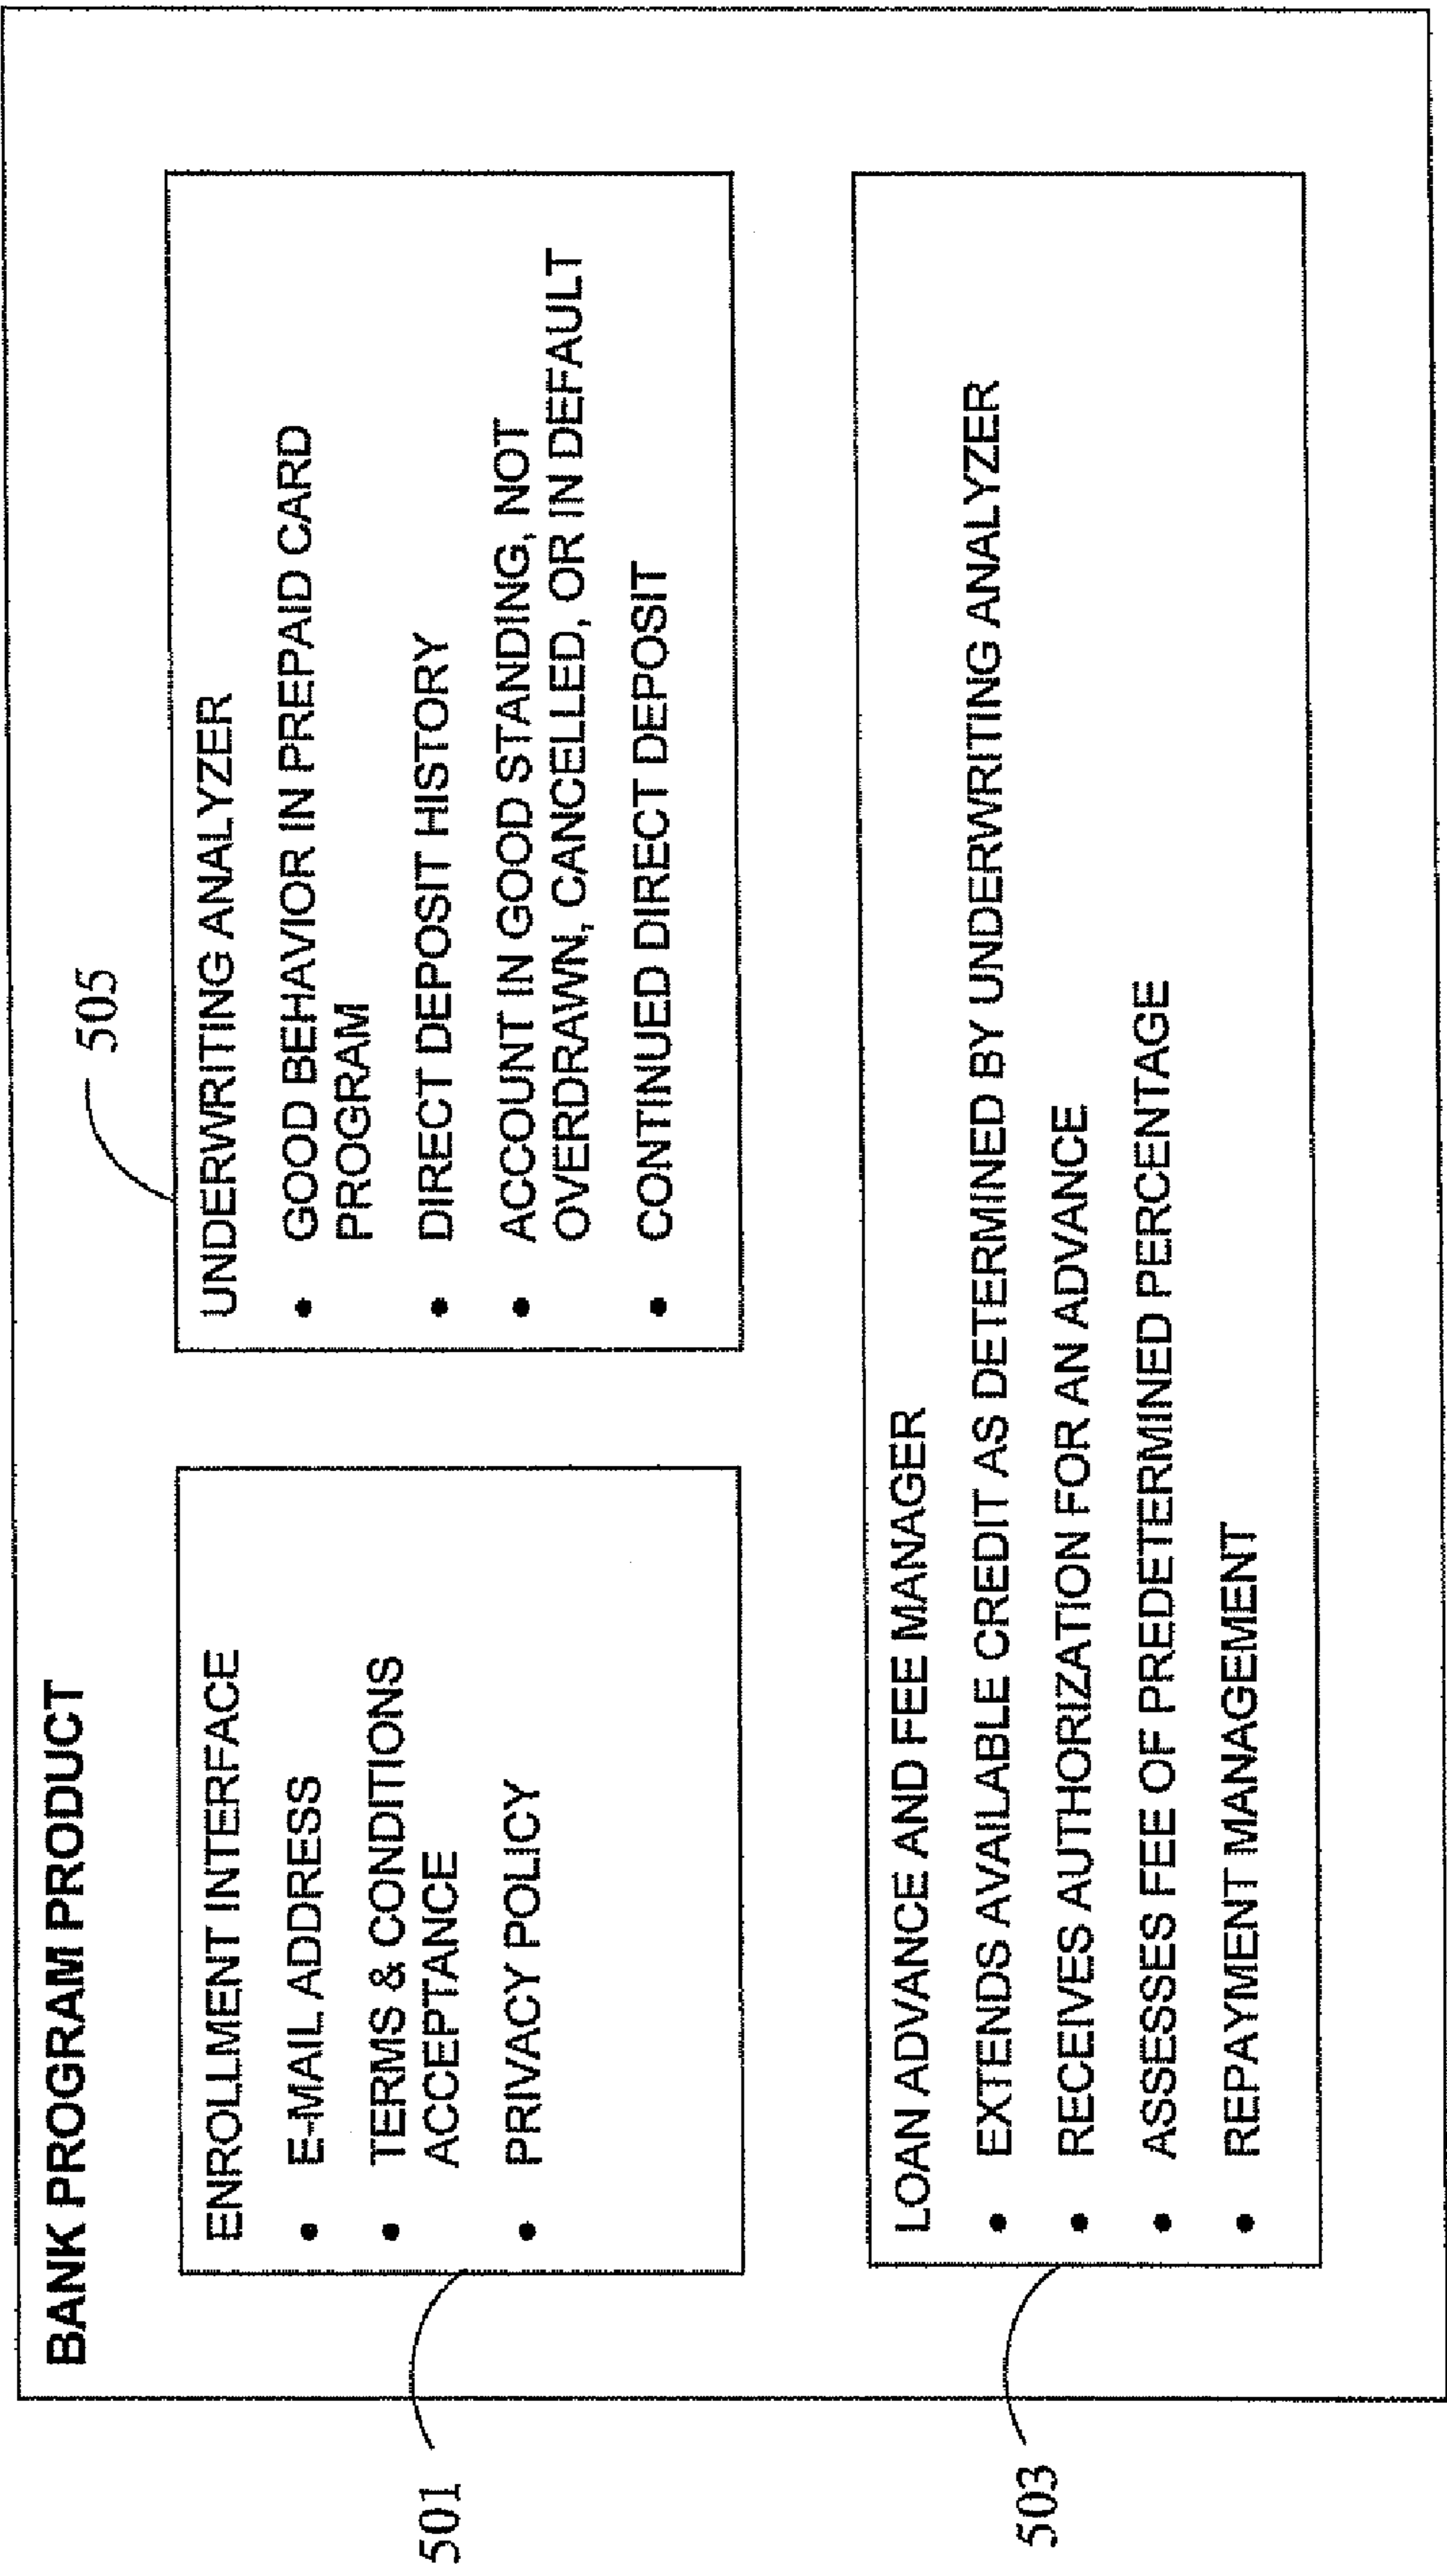 BANK PROGRAM PRODUCT
501
ENROLLMENT INTERFACE
• E-MAIL ADDRESS
• TERMS & CONDITIONS
ACCEPTANCE
• PRIVACY POLICY
505
UNDERWRITING ANALYZER
• GOOD BEHAVIOR IN PREPAID CARD
PROGRAM
• DIRECT DEPOSIT HISTORY
• ACCOUNT IN GOOD STANDING, NOT
OVERDRAWN, CANCELLED, OR IN DEFAULT
• CONTINUED DIRECT DEPOSIT
503
LOAN ADVANCE AND FEE MANAGER
• EXTENDS AVAILABLE CREDIT AS DETERMINED BY UNDERWRITING ANALYZER
• RECEIVES AUTHORIZATION FOR AN ADVANCE
• ASSESSES FEE OF PREDETERMINED PERCENTAGE
• REPAYMENT MANAGEMENT